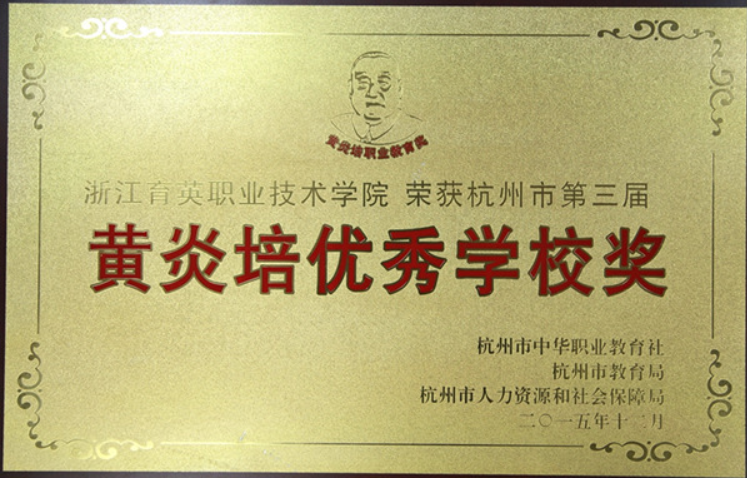 黄炎培职业教育奖
浙江育英职业技术学院 荣获杭州市第三届
黄炎培优秀学校奖
杭州市中华职业教育社
杭州市教育局
杭州市人力资源和社会保障局
二〇一五年十二月